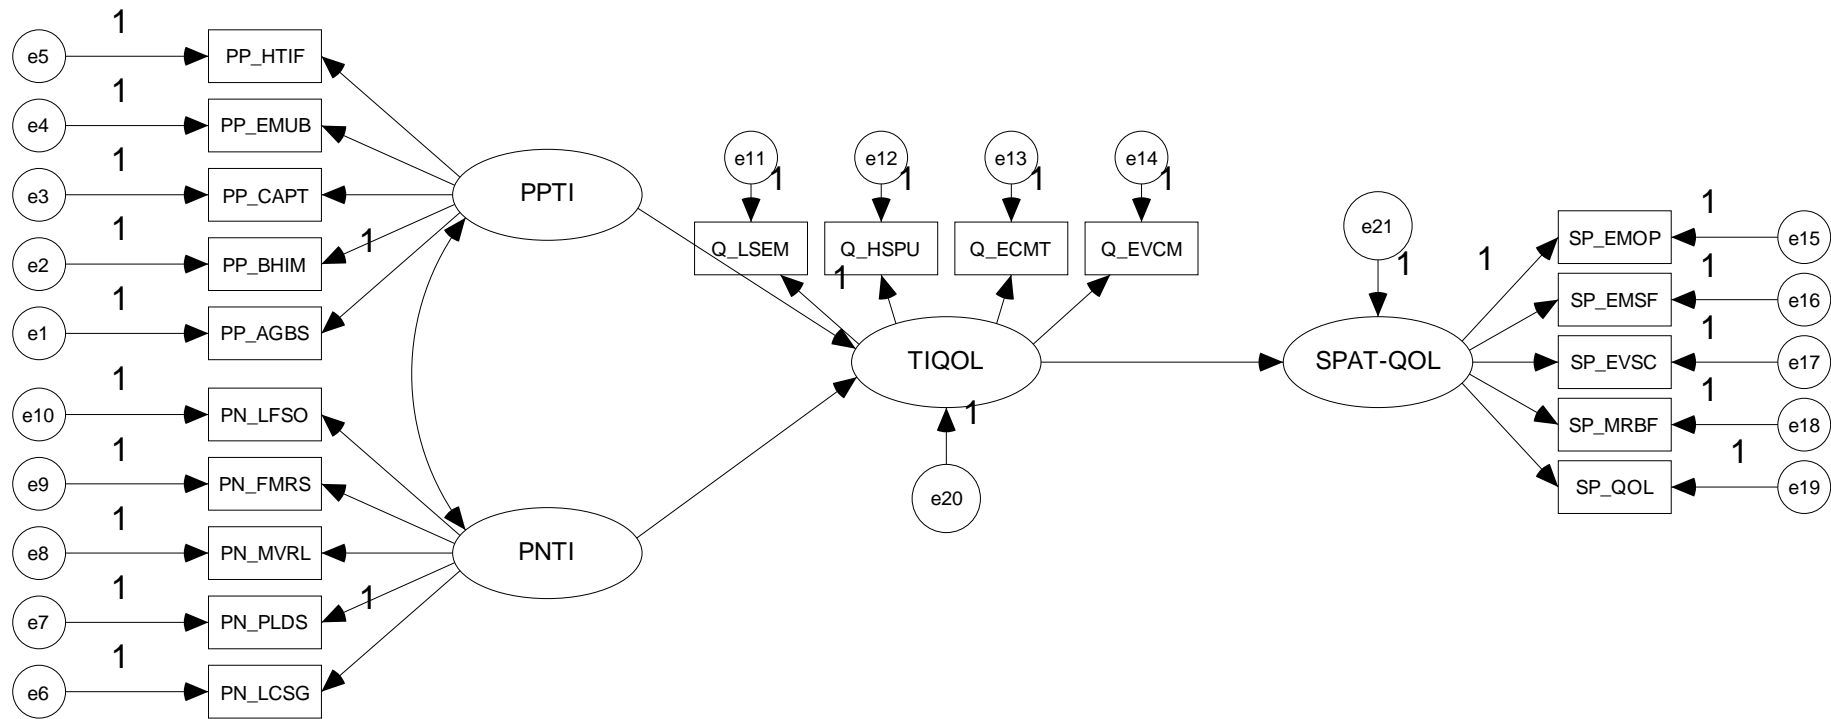 1
e5
PP_HTIF
1
e4
PP_EMUB
1
e3
PP_CAPT
1
e2
PP_BHIM
1
1
e1
PP_AGBS
PPTI
1
e10
PN_LFSO
1
e9
PN_FMRS
1
e8
PN_MVRL
1
e7
PN_PLDS
1
1
e6
PN_LCSG
PNTI
e11
1
Q_LSEM
e12
1
Q_HSPU
e13
1
Q_ECMT
e14
1
Q_EVCM
1
TIQOL
1
e20
e21
1
SPAT-QOL
1
SP_EMOP
1
e15
SP_EMSF
1
e16
SP_EVSC
1
e17
SP_MRBF
1
e18
SP_QOL
1
e19